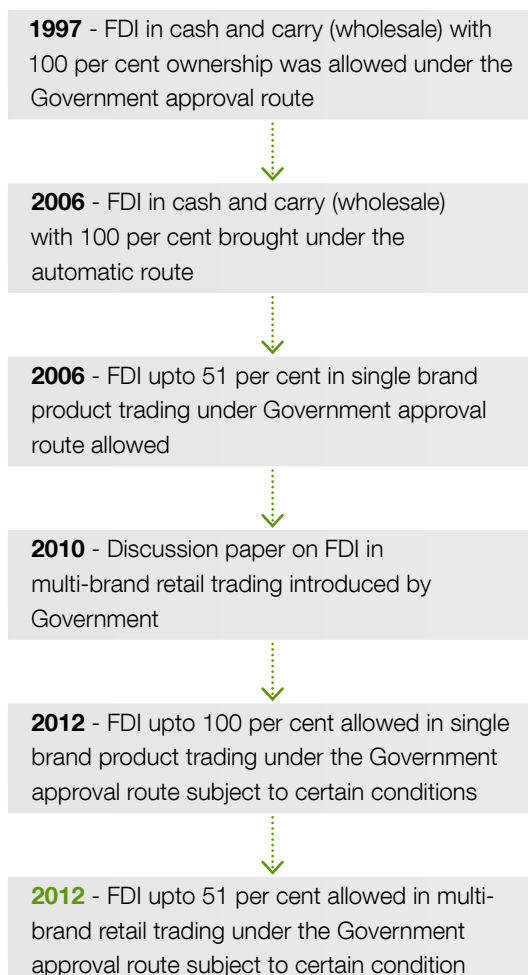 1997 - FDI in cash and carry (wholesale) with
100 per cent ownership was allowed under the
Government approval route
2006 - FDI in cash and carry (wholesale)
with 100 per cent brought under the
automatic route
2006 - FDI upto 51 per cent in single brand
product trading under Government approval
route allowed
2010 - Discussion paper on FDI in
multi-brand retail trading introduced by
Government
2012 - FDI upto 100 per cent allowed in single
brand product trading under the Government
approval route subject to certain conditions
2012 - FDI upto 51 per cent allowed in multi-
brand retail trading under the Government
approval route subject to certain condition